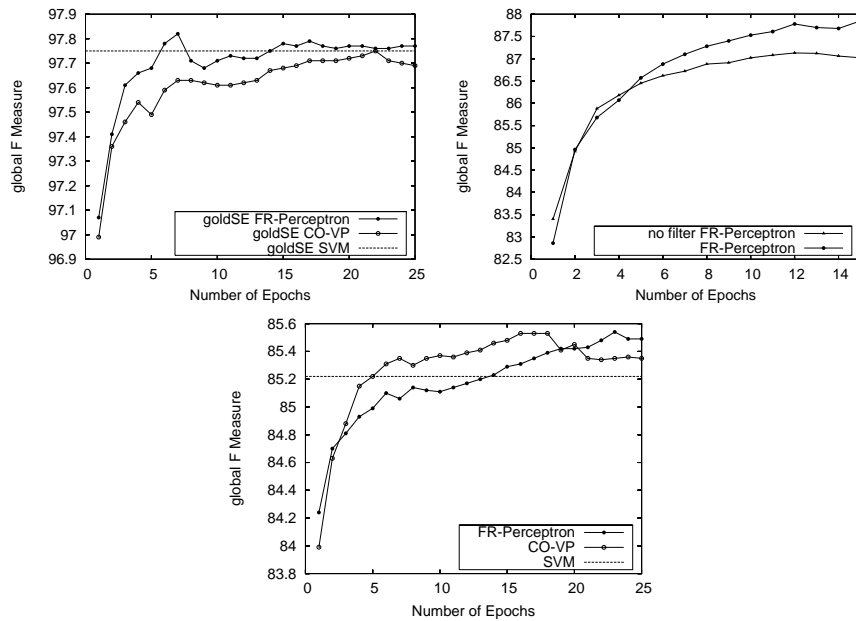 97.9
97.8
97.7
97.6
97.5
97.4
97.3
97.2
97.1
97
96.9
global F Measure
goldSE FR-Perceptron
goldSE CO-VP
goldSE SVM
0 5 10 15 20 25
Number of Epochs
88
87.5
87
86.5
86
85.5
85
84.5
84
83.5
83
82.5
global F Measure
no filter FR-Perceptron
FR-Perceptron
0 2 4 6 8 10 12 14
Number of Epochs
85.6
85.4
85.2
85
84.8
84.6
84.4
84.2
84
83.8
global F Measure
FR-Perceptron
CO-VP
SVM
0 5 10 15 20 25
Number of Epochs